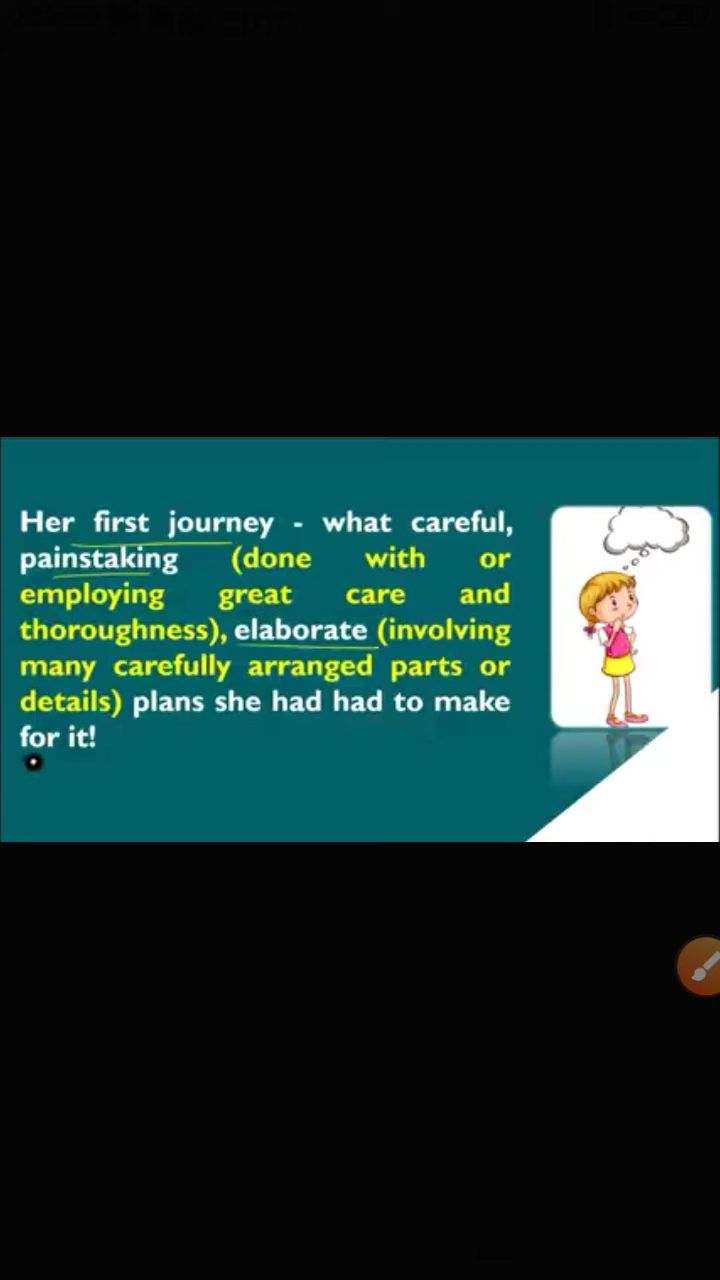 Her first journey - what careful,
painstaking (done with or
employing great care and
thoroughness), elaborate (involving
many carefully arranged parts or
details) plans she had had to make
for it!